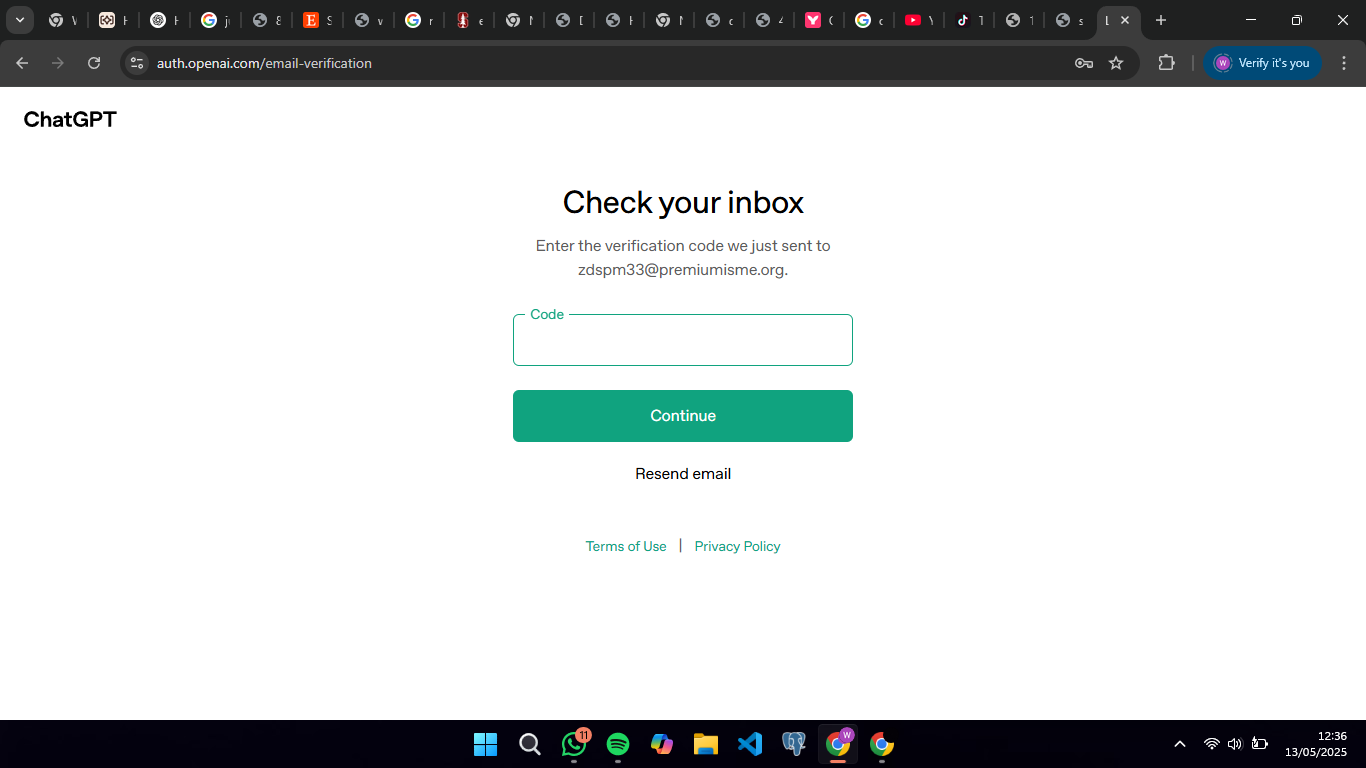 auth.openai.com/email-verification
Verify it's you
ChatGPT
Check your inbox
Enter the verification code we just sent to
zdspm33@premiumisme.org.
Code
Continue
Resend email
Terms of Use | Privacy Policy
11
W
12:36
13/05/2025